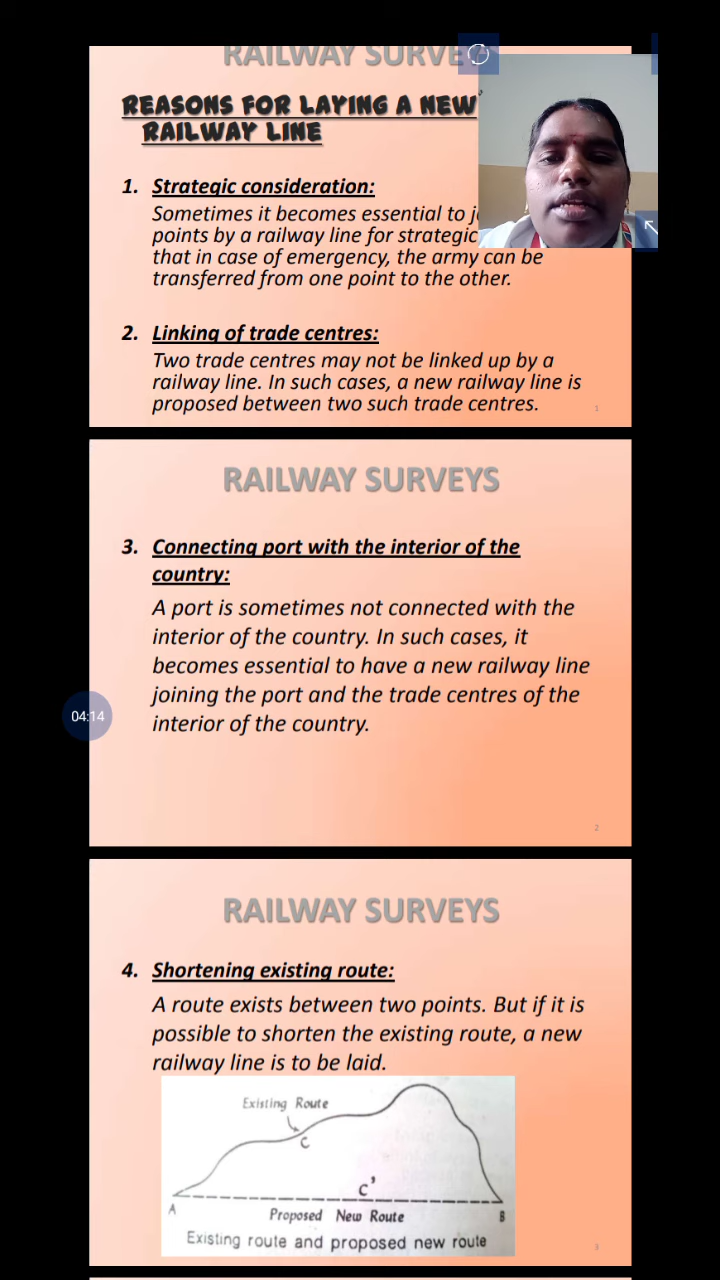 RAILWAY SURVEY
REASONS FOR LAYING A NEW
RAILWAY LINE
1. Strategic consideration:
Sometimes it becomes essential to
points by a railway line for strategic
that in case of emergency, the army can be
transferred from one point to the other.
2. Linking of trade centres:
Two trade centres may not be linked up by a
railway line. In such cases, a new railway line is
proposed between two such trade centres.
1
RAILWAY SURVEYS
3. Connecting port with the interior of the
country:
A port is sometimes not connected with the
interior of the country. In such cases, it
becomes essential to have a new railway line
joining the port and the trade centres of the
interior of the country.
04:14
2
RAILWAY SURVEYS
4. Shortening existing route:
A route exists between two points. But if it is
possible to shorten the existing route, a new
railway line is to be laid.
Existing Route
C
C'
A
B
Proposed New Route
Existing route and proposed new route
3